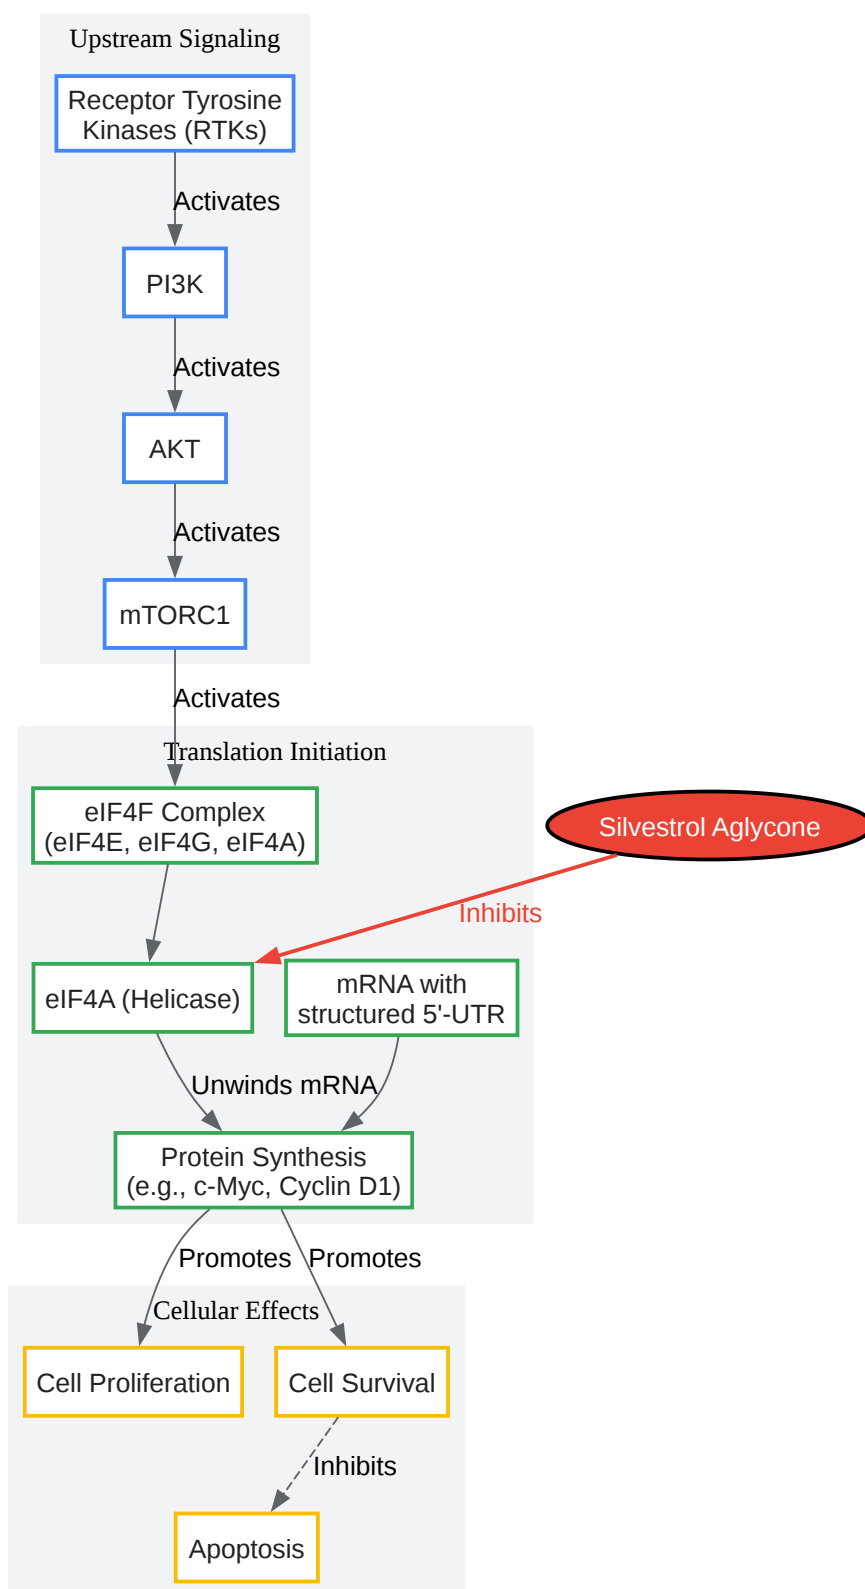 Upstream Signaling
Receptor Tyrosine
Kinases (RTKs)
Activates
PI3K
Activates
AKT
Activates
mTORC1
Activates
Translation Initiation
eIF4F Complex
(eIF4E, eIF4G, eIF4A)
Silvestrol Aglycone
Inhibits
eIF4A (Helicase)
mRNA with
structured 5'-UTR
Unwinds mRNA
Protein Synthesis
(e.g., c-Myc, Cyclin D1)
Promotes
Promotes
Cellular Effects
Cell Proliferation
Cell Survival
Inhibits
Apoptosis